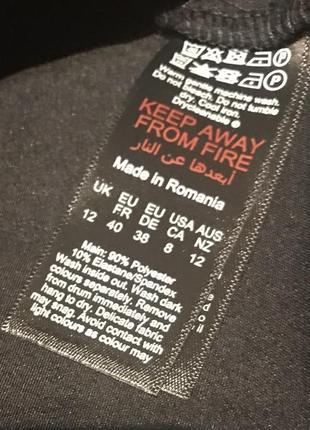 Warm gentle machine wash.
Do not bleach. Do not tumble
dry. Cool iron.
Drycleanable ®
KEEP AWAY
FROM FIRE
أبعدها عن النار
Made in Romania
UK EU EU USA AUS
FR DE CA NZ
12 40 38 8 12
Main: 90% Polyester
10% Elastane/Spandex
Wash inside out. Wash dark
colours separately. Remove
from drum immediately and
hang to dry. Delicate fabric
may snag. Avoid contact with
light colours as colour may